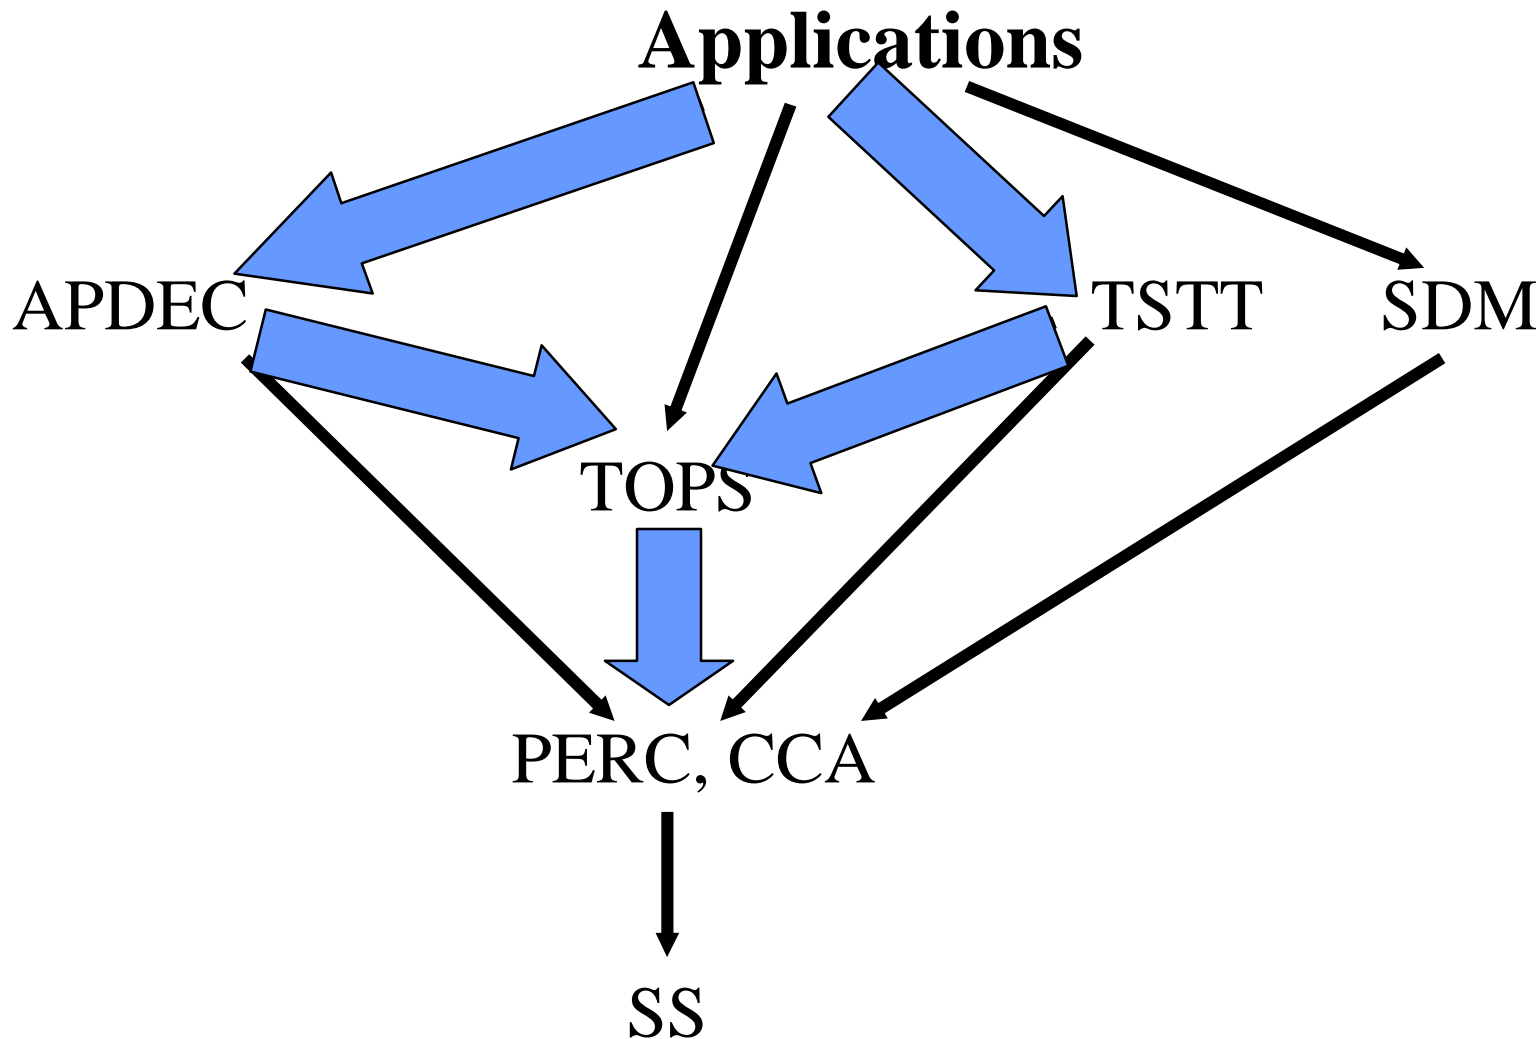 Applications
APDEC
TSTT
SDM
TOPS
PERC, CCA
SS